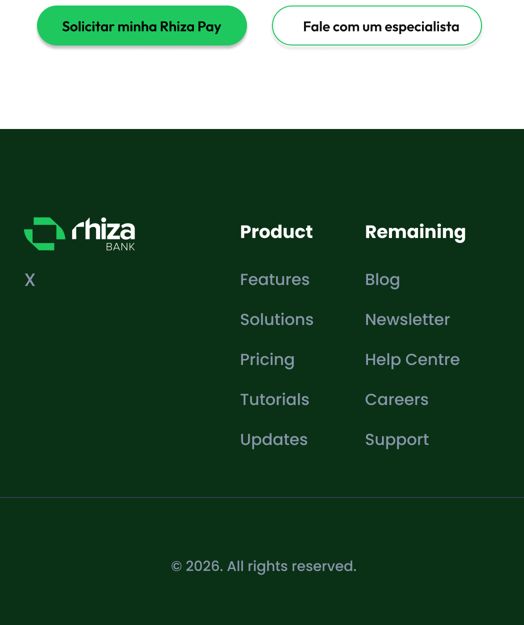 Solicitar minha Rhiza Pay
Fale com um especialista
rhiza
BANK
X
Product
Features
Solutions
Pricing
Tutorials
Updates
Remaining
Blog
Newsletter
Help Centre
Careers
Support
© 2026. All rights reserved.